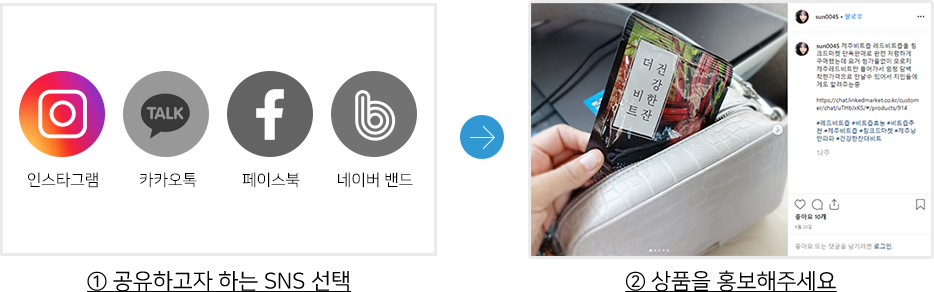 TALK
인스타그램
카카오톡
페이스북
네이버 밴드
① 공유하고자 하는 SNS 선택
더 건강한잔 비트
sun0045 • 팔로우
sun0045 제주비트즙 레드비트즙을 링
크드마켓 단독판매로 완전 저렴하게
구매했는데 요거 첨가물없이 오로지
제주레드비트만 들어가서 엄청 담백
착한가격으로 만날수 있어서 지인들에
게도 알려주는중
https://chat.linkedmarket.co.kr/custom
er/chat/uTHbJxKS/#/products/914
#레드비트즙 #비트즙효능 #비트즙추
천 #제주비트즙 #링크드마켓 #제주남
#건강한잔더비트
12주
좋아요 10개
좋아요 또는 댓글을 남기려면 로그인.
② 상품을 홍보해주세요